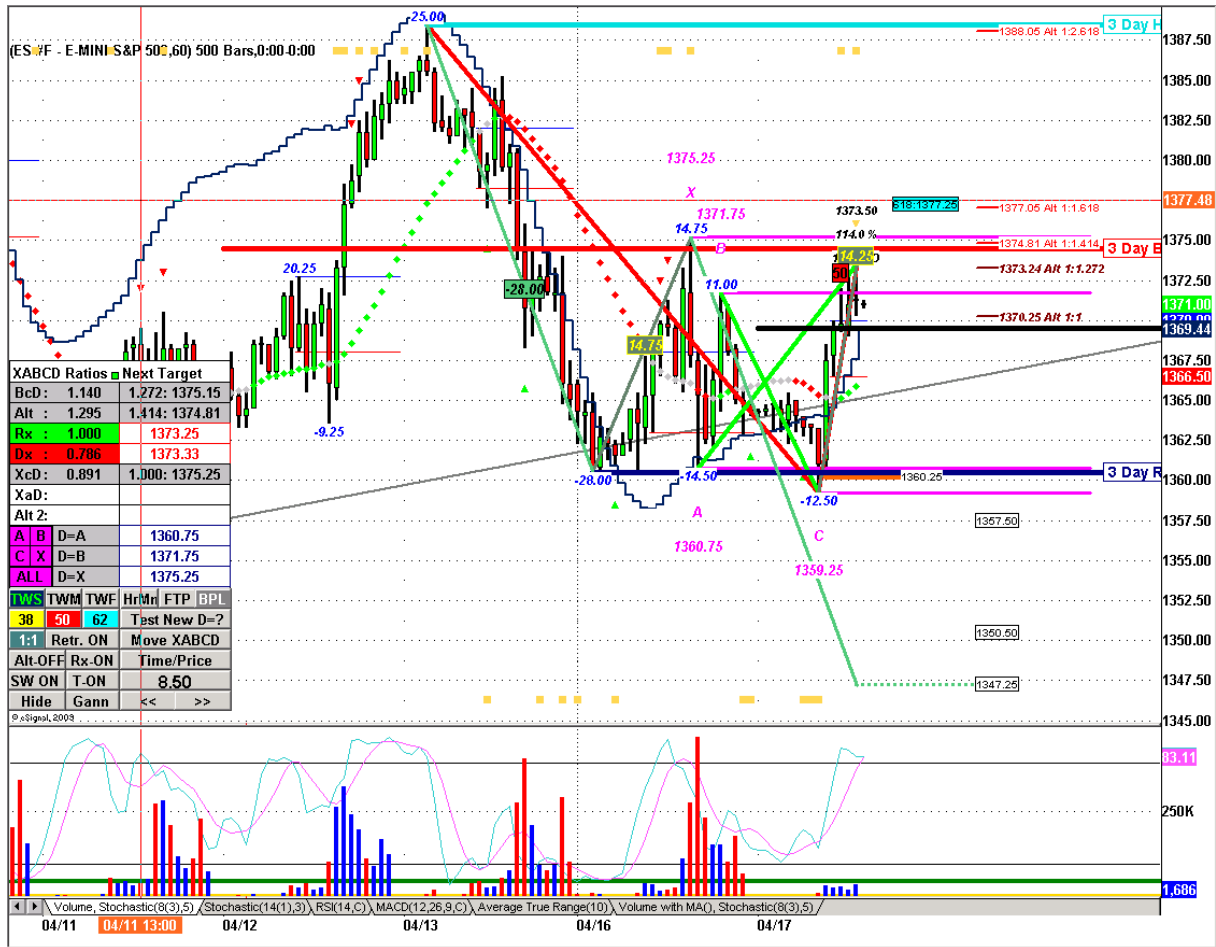 25.00
3 Day H
(ES #F - E-MINI S&P 500,60) 500 Bars,0:00-0:00
1388.05 Alt 1:2.618
1387.50
1385.00
1382.50
1380.00
1377.48
1375.00
1372.50
1371.00
1369.44
1367.50
1366.50
1365.00
1362.50
1360.00
1357.50
1355.00
1352.50
1350.00
1347.50
1345.00
1375.25
X
1371.75
14.75
B
1373.50
618:1377.25
1377.05 Alt 1:1.618
114.0 %
1374.81 Alt 1:1.414
3 Day B
14.25
50
1373.24 Alt 1:1.272
20.25
-28.00
11.00
1370.25 Alt 1:1
14.75
-9.25
-28.00
-14.50
1360.25
3 Day R
-12.50
A
1360.75
C
1359.25
1357.50
1350.50
1347.25
XABCD Ratios Next Target
BcD: 1.140 1.272: 1375.15
Alt : 1.295 1.414: 1374.81
Rx : 1.000 1373.25
Dx : 0.786 1373.33
XcD: 0.891 1.000: 1375.25
XaD:
Alt 2:
A B D=A 1360.75
C X D=B 1371.75
ALL D=X 1375.25
TWS TWM TWF HrMn FTP BPL
38 50 62 Test New D=?
1:1 Retr. ON Move XABCD
Alt-OFF Rx-ON Time/Price
SW ON T-ON 8.50
Hide Gann << >>
© eSignal, 2009
83.11
250K
1,686
Volume, Stochastic(8(3),5) Stochastic(14(1),3) RSI(14,C) MACD(12,26,9,C) Average True Range(10) Volume with MA(), Stochastic(8(3),5)
04/11 04/11 13:00 04/12 04/13 04/16 04/17